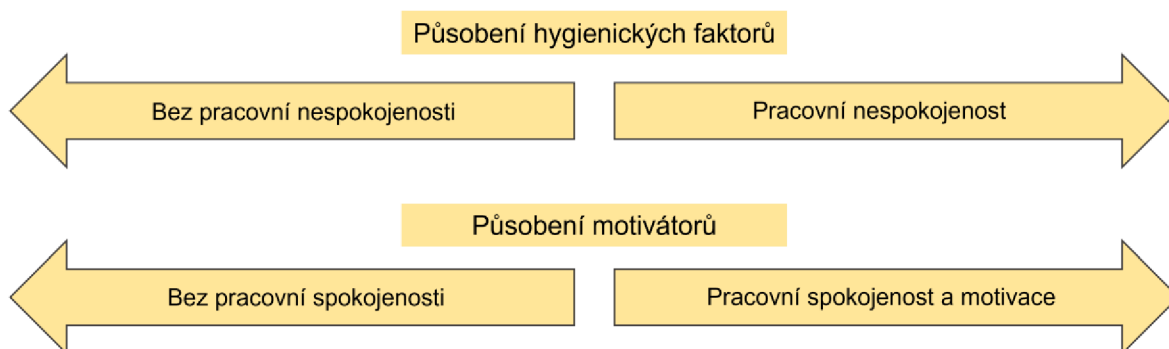 Působení hygienických faktorů
Bez pracovní nespokojenosti
Pracovní nespokojenost
Působení motivátorů
Bez pracovní spokojenosti
Pracovní spokojenost a motivace